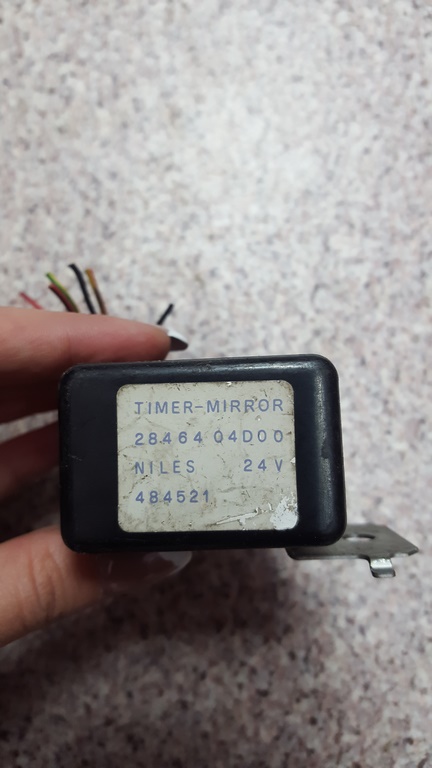 TIMER-MIRROR
28464 04D00
NILES 24V
484521